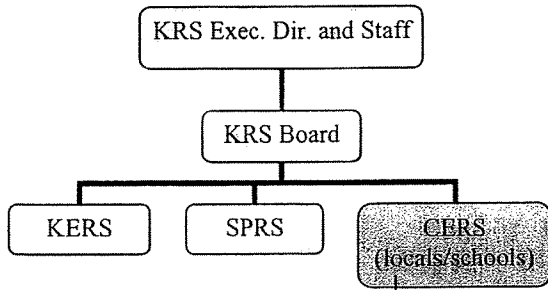 KRS Exec. Dir. and Staff
KRS Board
KERS
SPRS
CERS
(locals/schools)